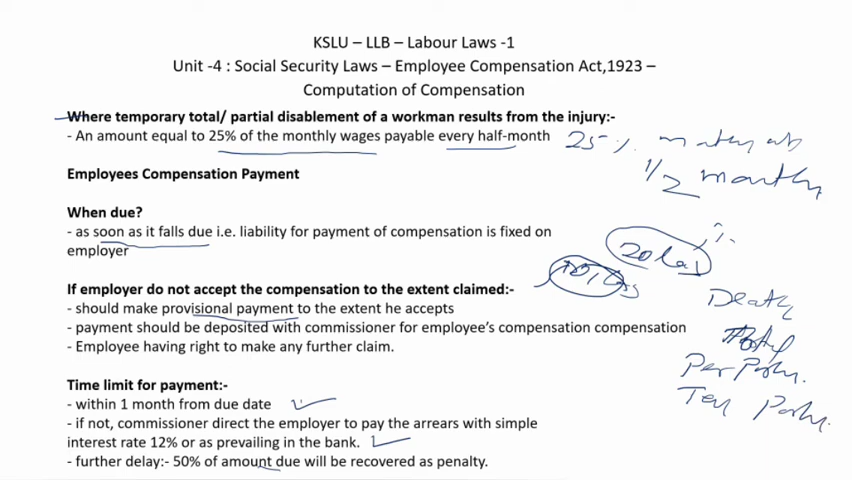 KSLU – LLB – Labour Laws -1
Unit -4 : Social Security Laws – Employee Compensation Act,1923 –
Computation of Compensation
Where temporary total/ partial disablement of a workman results from the injury:-
- An amount equal to 25% of the monthly wages payable every half-month
25%
1/2 monthly
Employees Compensation Payment
When due?
- as soon as it falls due i.e. liability for payment of compensation is fixed on
employer
20
If employer do not accept the compensation to the extent claimed:-
- should make provisional payment to the extent he accepts
- payment should be deposited with commissioner for employee's compensation compensation
- Employee having right to make any further claim.
Death
Per
Time limit for payment:-
- within 1 month from due date
- if not, commissioner direct the employer to pay the arrears with simple
interest rate 12% or as prevailing in the bank.
- further delay:- 50% of amount due will be recovered as penalty.